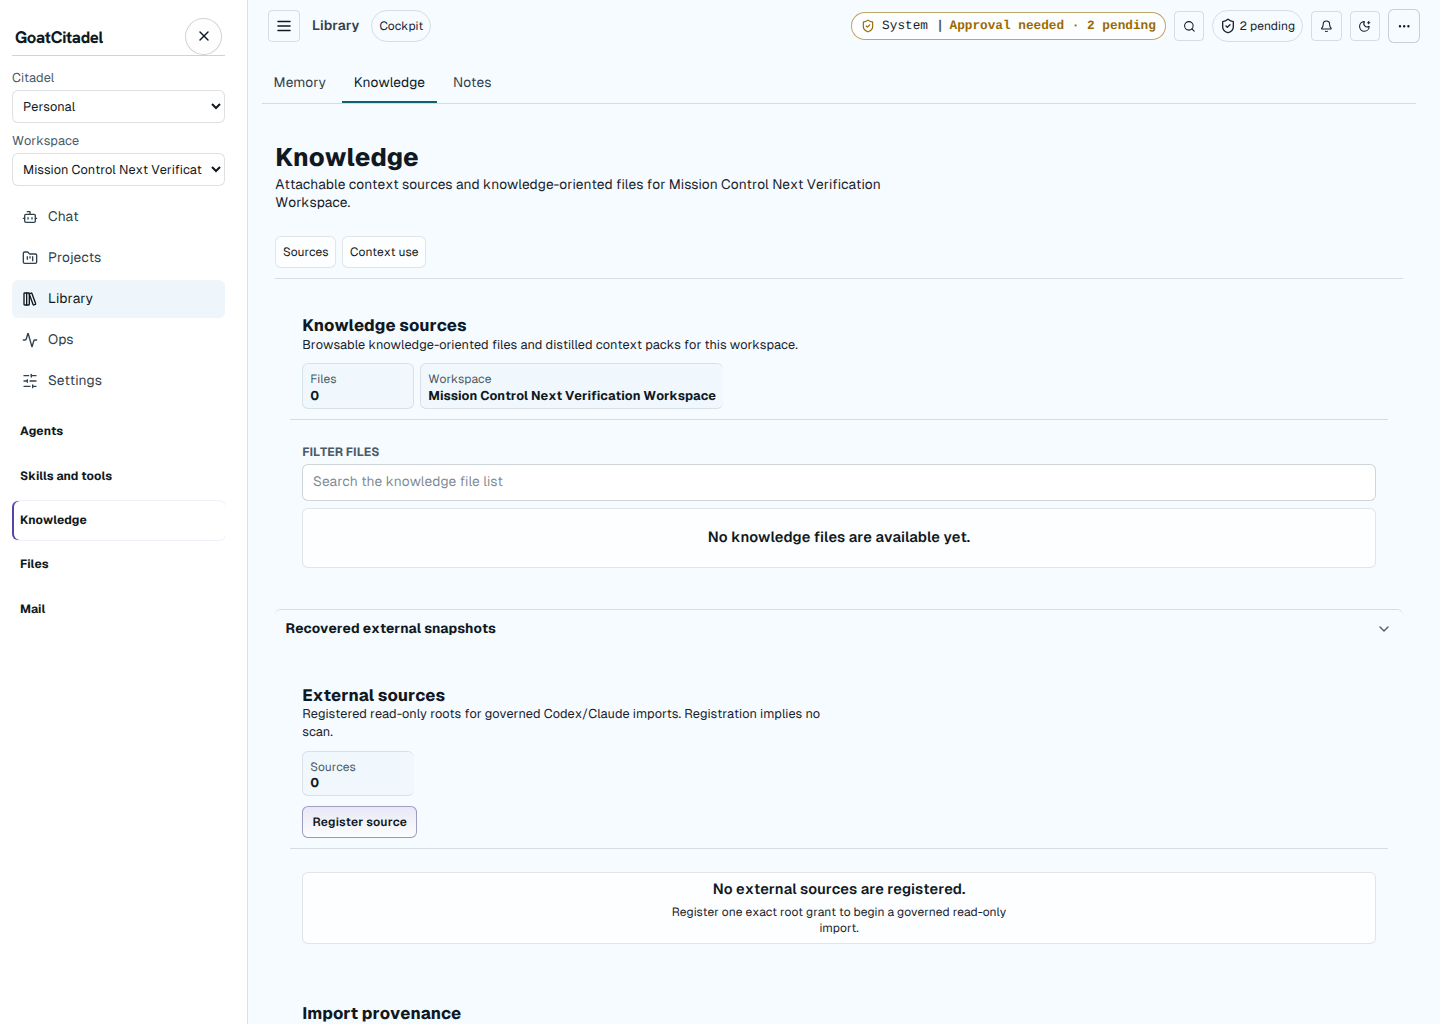 GoatCitadel
Citadel
Personal
Workspace
Mission Control Next Verificat
Chat
Projects
Library
Ops
Settings
Agents
Skills and tools
Knowledge
Files
Mail
Library
Cockpit
System | Approval needed · 2 pending
2 pending
Memory
Knowledge
Notes
Knowledge
Attachable context sources and knowledge-oriented files for Mission Control Next Verification
Workspace.
Sources
Context use
Knowledge sources
Browsable knowledge-oriented files and distilled context packs for this workspace.
Files
0
Workspace
Mission Control Next Verification Workspace
FILTER FILES
Search the knowledge file list
No knowledge files are available yet.
Recovered external snapshots
External sources
Registered read-only roots for governed Codex/Claude imports. Registration implies no
scan.
Sources
0
Register source
No external sources are registered.
Register one exact root grant to begin a governed read-only
import.
Import provenance